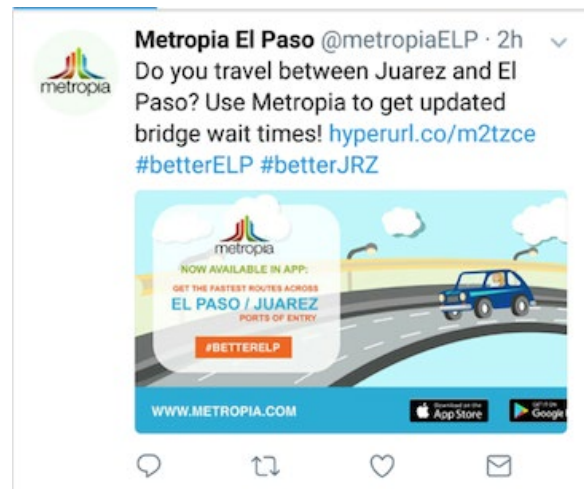 Metropia El Paso @metropiaELP · 2h
Do you travel between Juarez and El
Paso? Use Metropia to get updated
bridge wait times! hyperurl.co/m2tzce
#betterELP #betterJRZ
metropia
metropia
NOW AVAILABLE IN APP:
GET THE FASTEST ROUTES ACROSS
EL PASO / JUAREZ
PORTS OF ENTRY
#BETTERELP
WWW.METROPIA.COM
Download on the
App Store
GET IT ON
Google